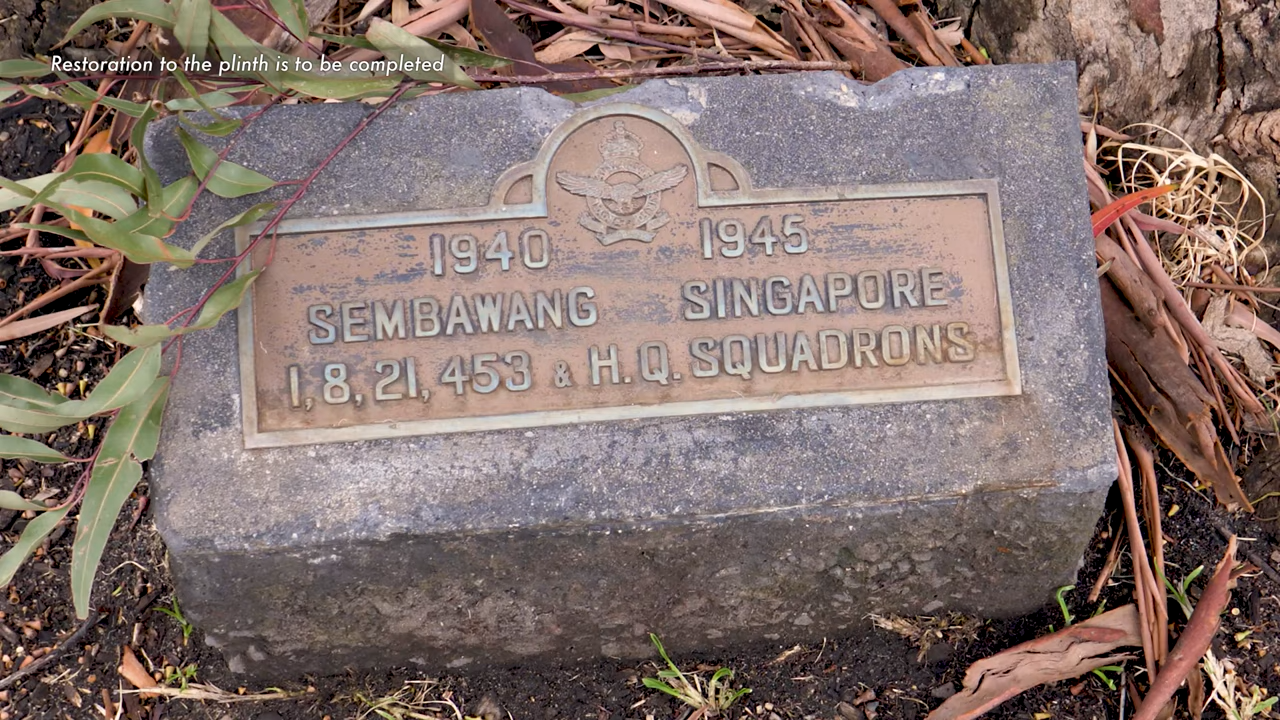 Restoration to the plinth is to be completed
1940 1945
SEMBAWANG SINGAPORE
1, 8, 21, 453 & H.Q. SQUADRONS